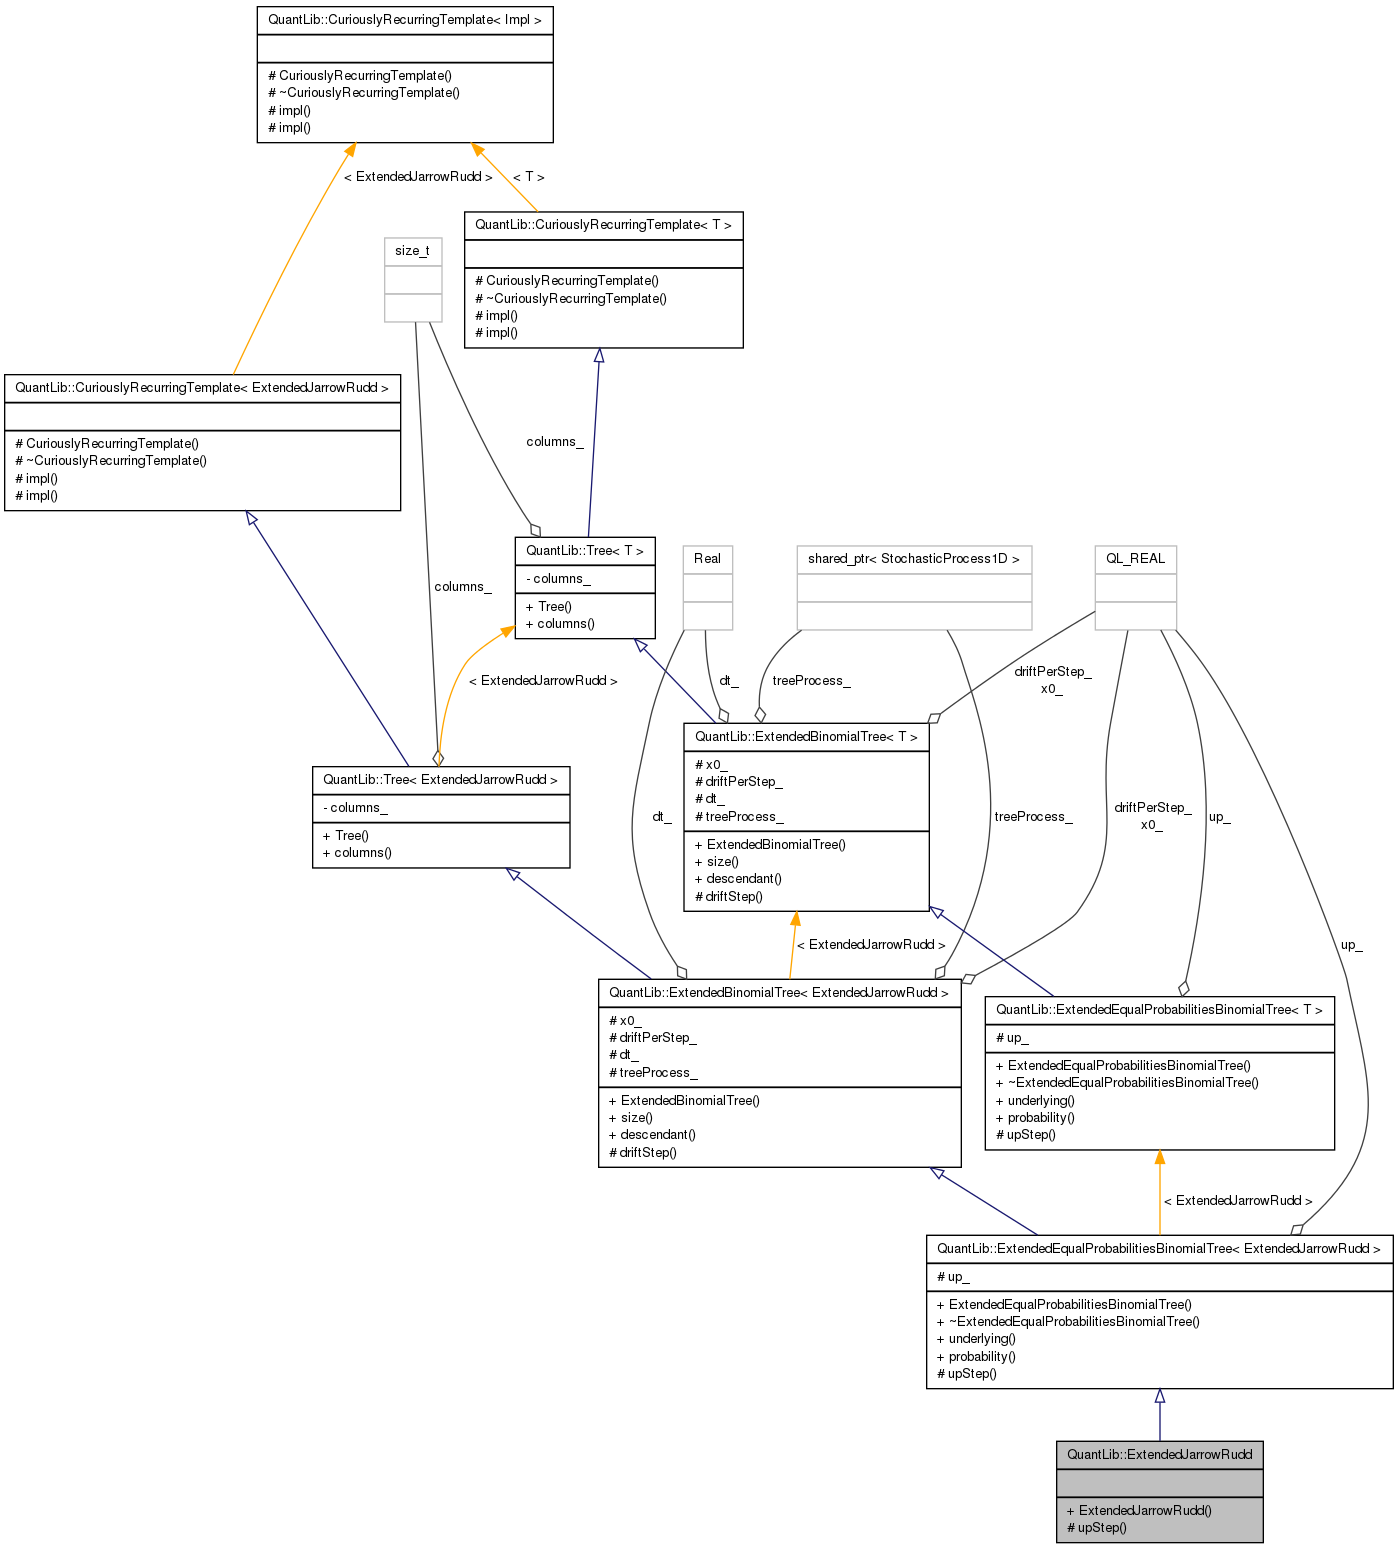 QuantLib::CuriouslyRecurringTemplate< Impl >
# CuriouslyRecurringTemplate()
# ~CuriouslyRecurringTemplate()
# impl()
# impl()
< ExtendedJarrowRudd >
< T >
QuantLib::CuriouslyRecurringTemplate< T >
# CuriouslyRecurringTemplate()
# ~CuriouslyRecurringTemplate()
# impl()
# impl()
size_t
QuantLib::CuriouslyRecurringTemplate< ExtendedJarrowRudd >
# CuriouslyRecurringTemplate()
# ~CuriouslyRecurringTemplate()
# impl()
# impl()
columns_
QuantLib::Tree< T >
- columns_
+ Tree()
+ columns()
Real
shared_ptr< StochasticProcess1D >
QL_REAL
columns_
< ExtendedJarrowRudd >
dt_
treeProcess_
driftPerStep_
x0_
QuantLib::ExtendedBinomialTree< T >
# x0_
# driftPerStep_
# dt_
# treeProcess_
+ ExtendedBinomialTree()
+ size()
+ descendant()
# driftStep()
QuantLib::Tree< ExtendedJarrowRudd >
- columns_
+ Tree()
+ columns()
dt_
treeProcess_
driftPerStep_
x0_
up_
< ExtendedJarrowRudd >
up_
QuantLib::ExtendedBinomialTree< ExtendedJarrowRudd >
# x0_
# driftPerStep_
# dt_
# treeProcess_
+ ExtendedBinomialTree()
+ size()
+ descendant()
# driftStep()
QuantLib::ExtendedEqualProbabilitiesBinomialTree< T >
# up_
+ ExtendedEqualProbabilitiesBinomialTree()
+ ~ExtendedEqualProbabilitiesBinomialTree()
+ underlying()
+ probability()
# upStep()
< ExtendedJarrowRudd >
QuantLib::ExtendedEqualProbabilitiesBinomialTree< ExtendedJarrowRudd >
# up_
+ ExtendedEqualProbabilitiesBinomialTree()
+ ~ExtendedEqualProbabilitiesBinomialTree()
+ underlying()
+ probability()
# upStep()
QuantLib::ExtendedJarrowRudd
+ ExtendedJarrowRudd()
# upStep()